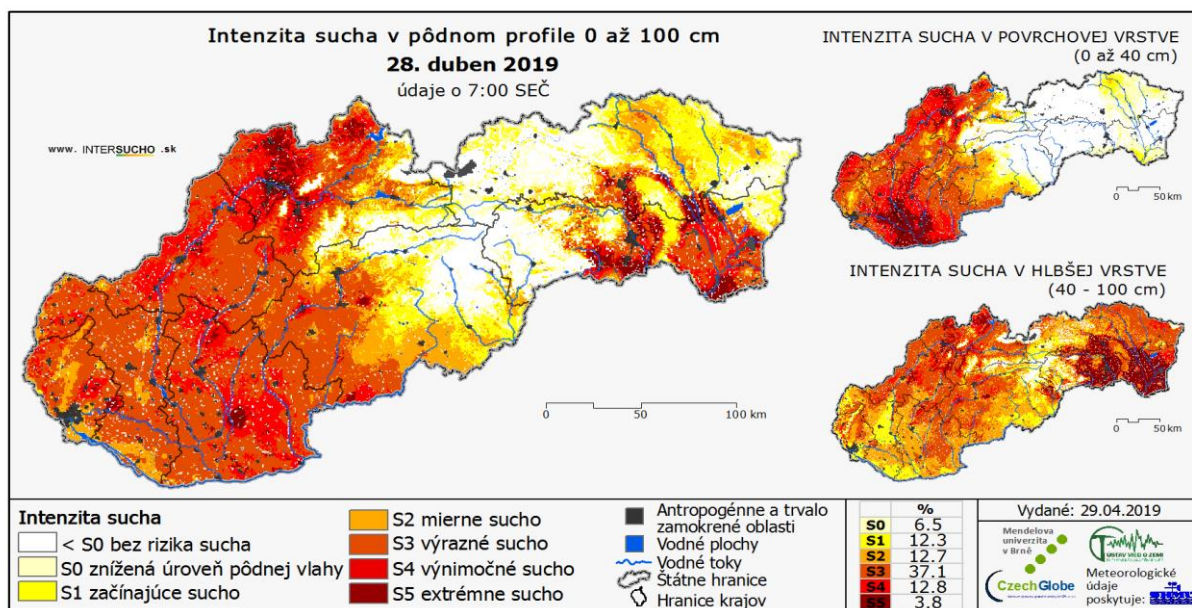 Intenzita sucha v pôdnom profile 0 až 100 cm
28. duben 2019
údaje o 7:00 SEČ
www. INTERSUCHO .sk
0 50 100 km
INTENZITA SUCHA V POVRCHOVEJ VRSTVE
(0 až 40 cm)
0 50 km
INTENZITA SUCHA V HLBŠEJ VRSTVE
(40 - 100 cm)
0 50 km
Intenzita sucha
< S0 bez rizika sucha
S0 znížená úroveň pôdnej vlahy
S1 začínajúce sucho
S2 mierne sucho
S3 výrazné sucho
S4 výnimočné sucho
S5 extrémne sucho
Antropogénne a trvalo
zamokrené oblasti
Vodné plochy
Vodné toky
Štátne hranice
Hranice krajov
%
S0 6.5
S1 12.3
S2 12.7
S3 37.1
S4 12.8
S5 3.8
Vydané: 29.04.2019
Mendelova
univerzita
v Brně
CzechGlobe
Meteorologické
údaje
poskytuje: